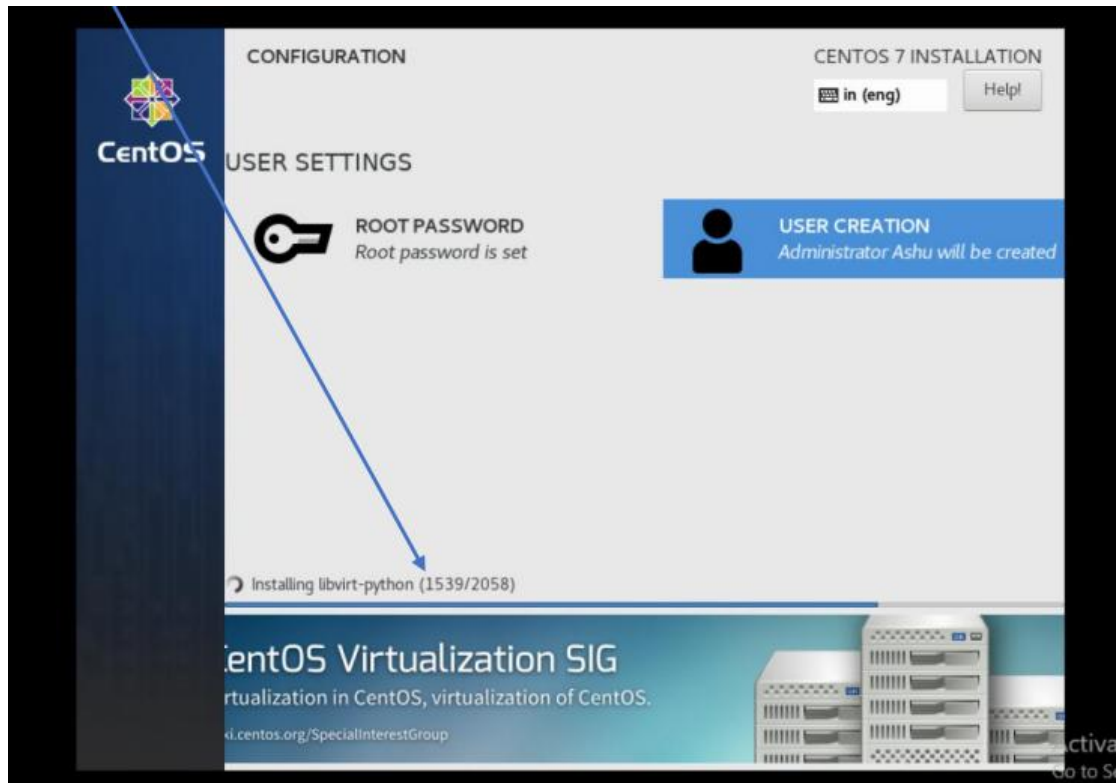 CONFIGURATION
CENTOS 7 INSTALLATION
in (eng)
Help!
CentOS
USER SETTINGS
ROOT PASSWORD
Root password is set
USER CREATION
Administrator Ashu will be created
Installing libvirt-python (1539/2058)
entOS Virtualization SIG
rtualization in CentOS, virtualization of CentOS.
ki.centos.org/SpecialInterestGroup
ctiva
Go to S